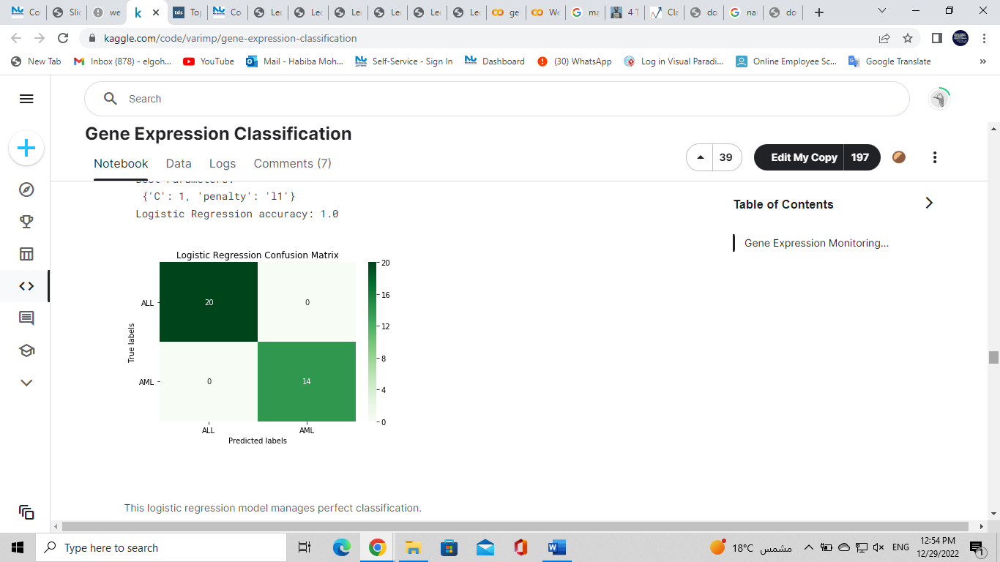 Co
Slic
we
k
tds
Top
Co
Lec
Lec
Lec
Lec
Lec
Lec
ge
We
ma
4 T
Cla
do
na
do
kaggle.com/code/varimp/gene-expression-classification
New Tab
Inbox (878) - elgoh...
YouTube
Mail - Habiba Moh...
Self-Service - Sign In
Dashboard
(30) WhatsApp
Log in Visual Paradi...
Online Employee Sc...
Google Translate
»
Search
Gene Expression Classification
Notebook
Data
Logs
Comments (7)
39
Edit My Copy
197
Best Parameters:
{'C': 1, 'penalty': 'l1'}
Logistic Regression accuracy: 1.0
Table of Contents
Gene Expression Monitoring...
Logistic Regression Confusion Matrix
True labels
ALL
AML
20
0
0
14
ALL
AML
Predicted labels
20
16
12
8
4
0
This logistic regression model manages perfect classification.
Type here to search
18°C مشمس
ENG
12:54 PM
12/29/2022
1